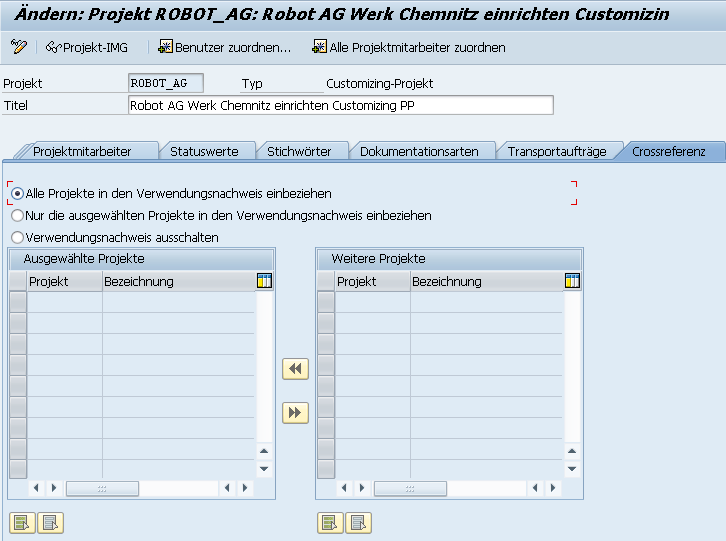 Ändern: Projekt ROBOT_AG: Robot AG Werk Chemnitz einrichten Customizin
Projekt-IMG Benutzer zuordnen... Alle Projektmitarbeiter zuordnen
Projekt ROBOT_AG Typ Customizing-Projekt
Titel Robot AG Werk Chemnitz einrichten Customizing PP
Projektmitarbeiter Statuswerte Stichwörter Dokumentationsarten Transportaufträge Crossreferenz
Alle Projekte in den Verwendungsnachweis einbeziehen
Nur die ausgewählten Projekte in den Verwendungsnachweis einbeziehen
Verwendungsnachweis ausschalten
Ausgewählte Projekte Weitere Projekte
Projekt Bezeichnung Projekt Bezeichnung